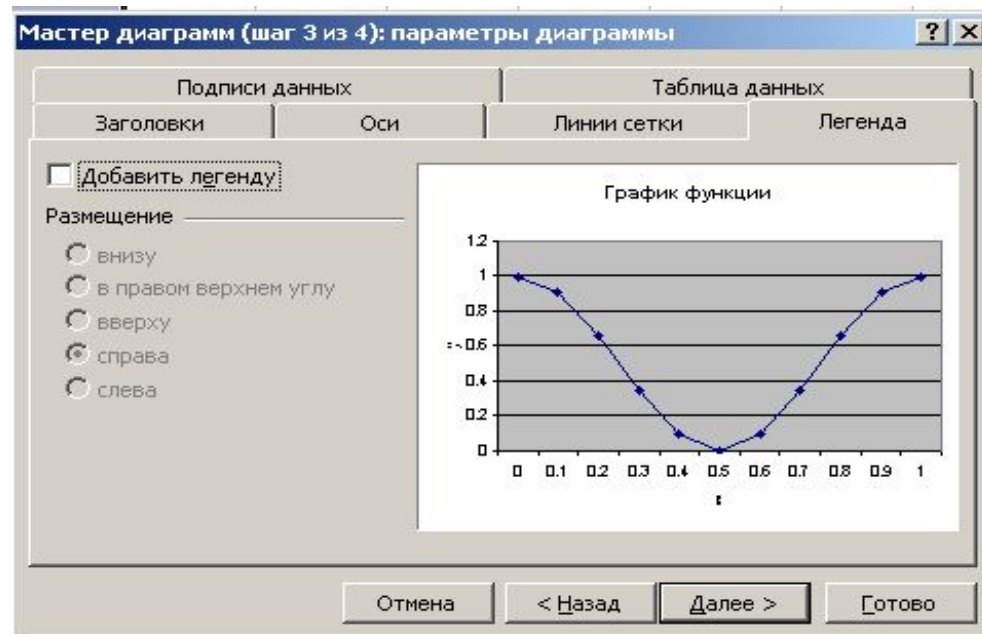 Мастер диаграмм (шаг 3 из 4): параметры диаграммы
Подписи данных Таблица данных
Заголовки Оси Линии сетки Легенда
Добавить легенду
Размещение
внизу
в правом верхнем углу
вверху
справа
слева
График функции
1.2
1
0.8
0.6
0.4
0.2
0
0 0.1 0.2 0.3 0.4 0.5 0.6 0.7 0.8 0.9 1
Отмена < Назад Далее > Готово